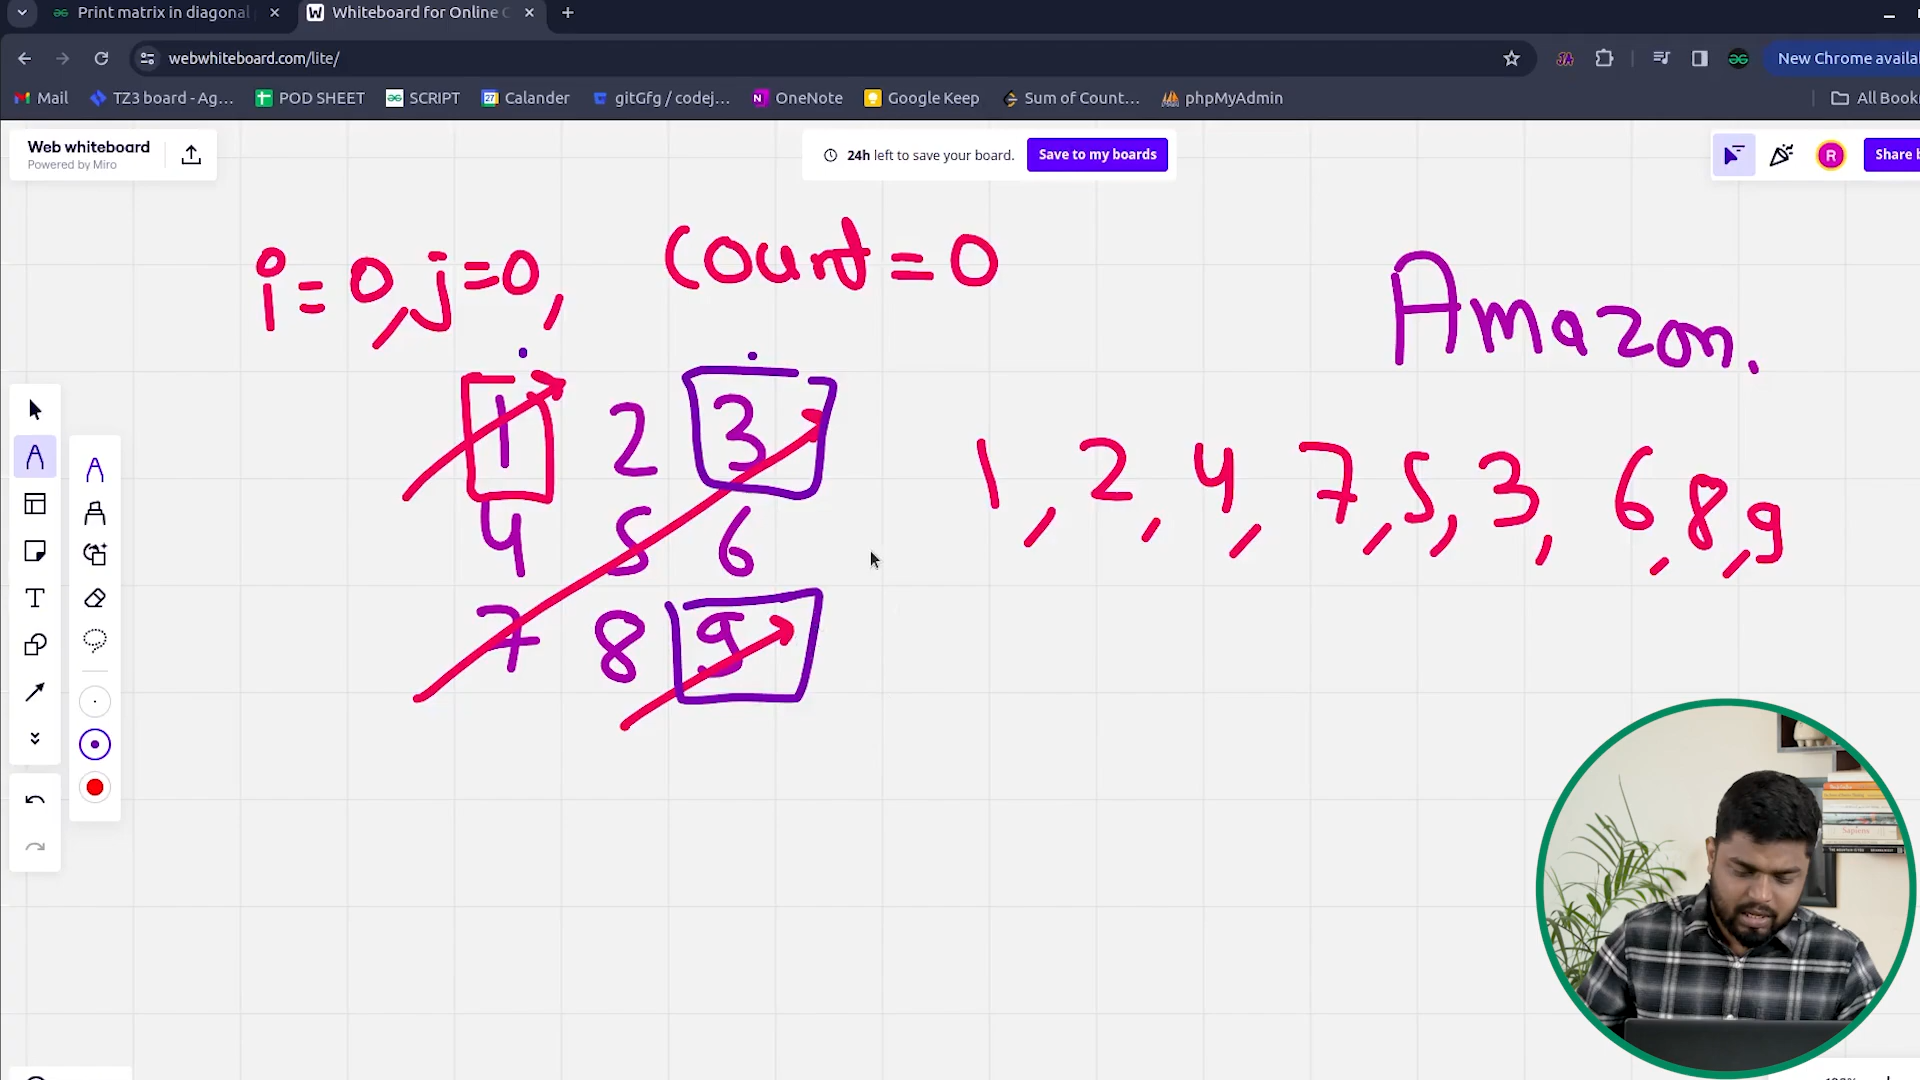 Print matrix in diagonal
Whiteboard for Online C
webwhiteboard.com/lite/
New Chrome availa
Mail
TZ3 board - Ag...
POD SHEET
SCRIPT
Calander
gitGfg / codej...
OneNote
Google Keep
Sum of Count...
phpMyAdmin
All Book
Web whiteboard
Powered by Miro
24h left to save your board.
Save to my boards
R
Share b
i=0,j=0, Count=0
Amazon.
1 2 3
4 5 6
7 8 9
1, 2, 4, 7, 5, 3, 6, 8, 9
Sapiens